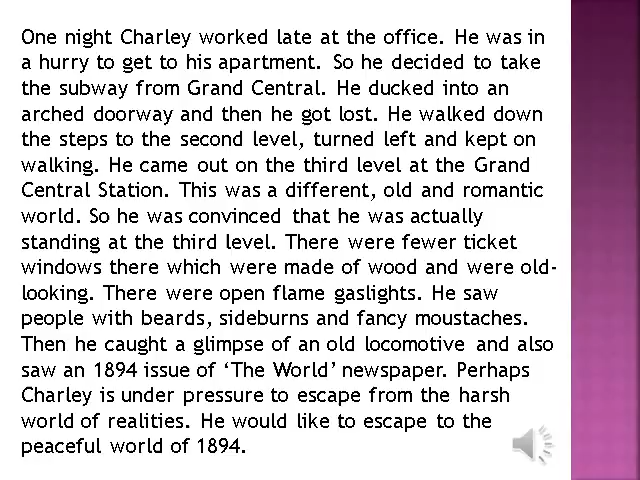 One night Charley worked late at the office. He was in
a hurry to get to his apartment. So he decided to take
the subway from Grand Central. He ducked into an
arched doorway and then he got lost. He walked down
the steps to the second level, turned left and kept on
walking. He came out on the third level at the Grand
Central Station. This was a different, old and romantic
world. So he was convinced that he was actually
standing at the third level. There were fewer ticket
windows there which were made of wood and were old-
looking. There were open flame gaslights. He saw
people with beards, sideburns and fancy moustaches.
Then he caught a glimpse of an old locomotive and also
saw an 1894 issue of ‘The World’ newspaper. Perhaps
Charley is under pressure to escape from the harsh
world of realities. He would like to escape to the
peaceful world of 1894.